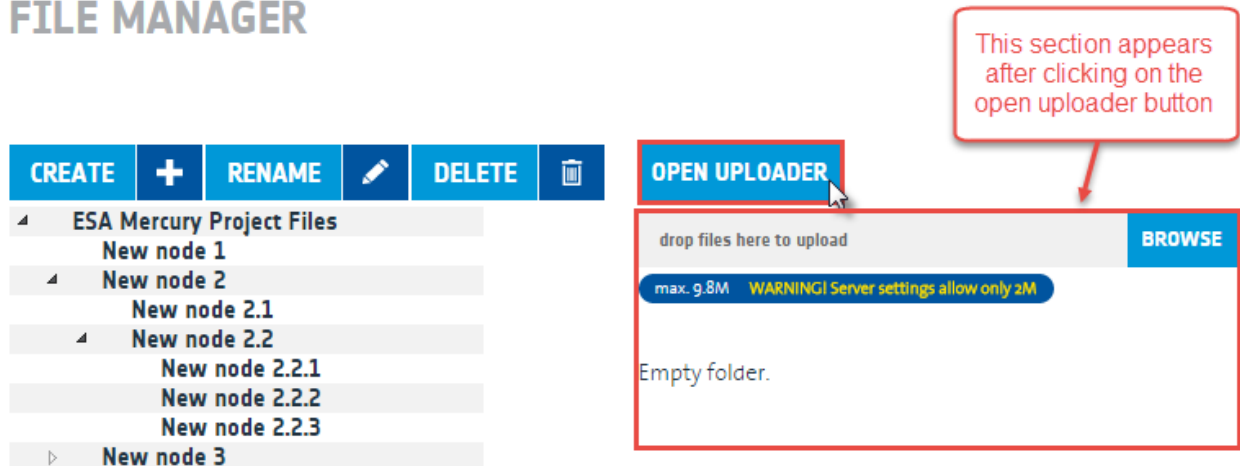 FILE MANAGER
This section appears
after clicking on the
open uploader button
CREATE
RENAME
DELETE
OPEN UPLOADER
ESA Mercury Project Files
New node 1
New node 2
New node 2.1
New node 2.2
New node 2.2.1
New node 2.2.2
New node 2.2.3
New node 3
drop files here to upload
BROWSE
max. 9.8M WARNING! Server settings allow only 2M
Empty folder.